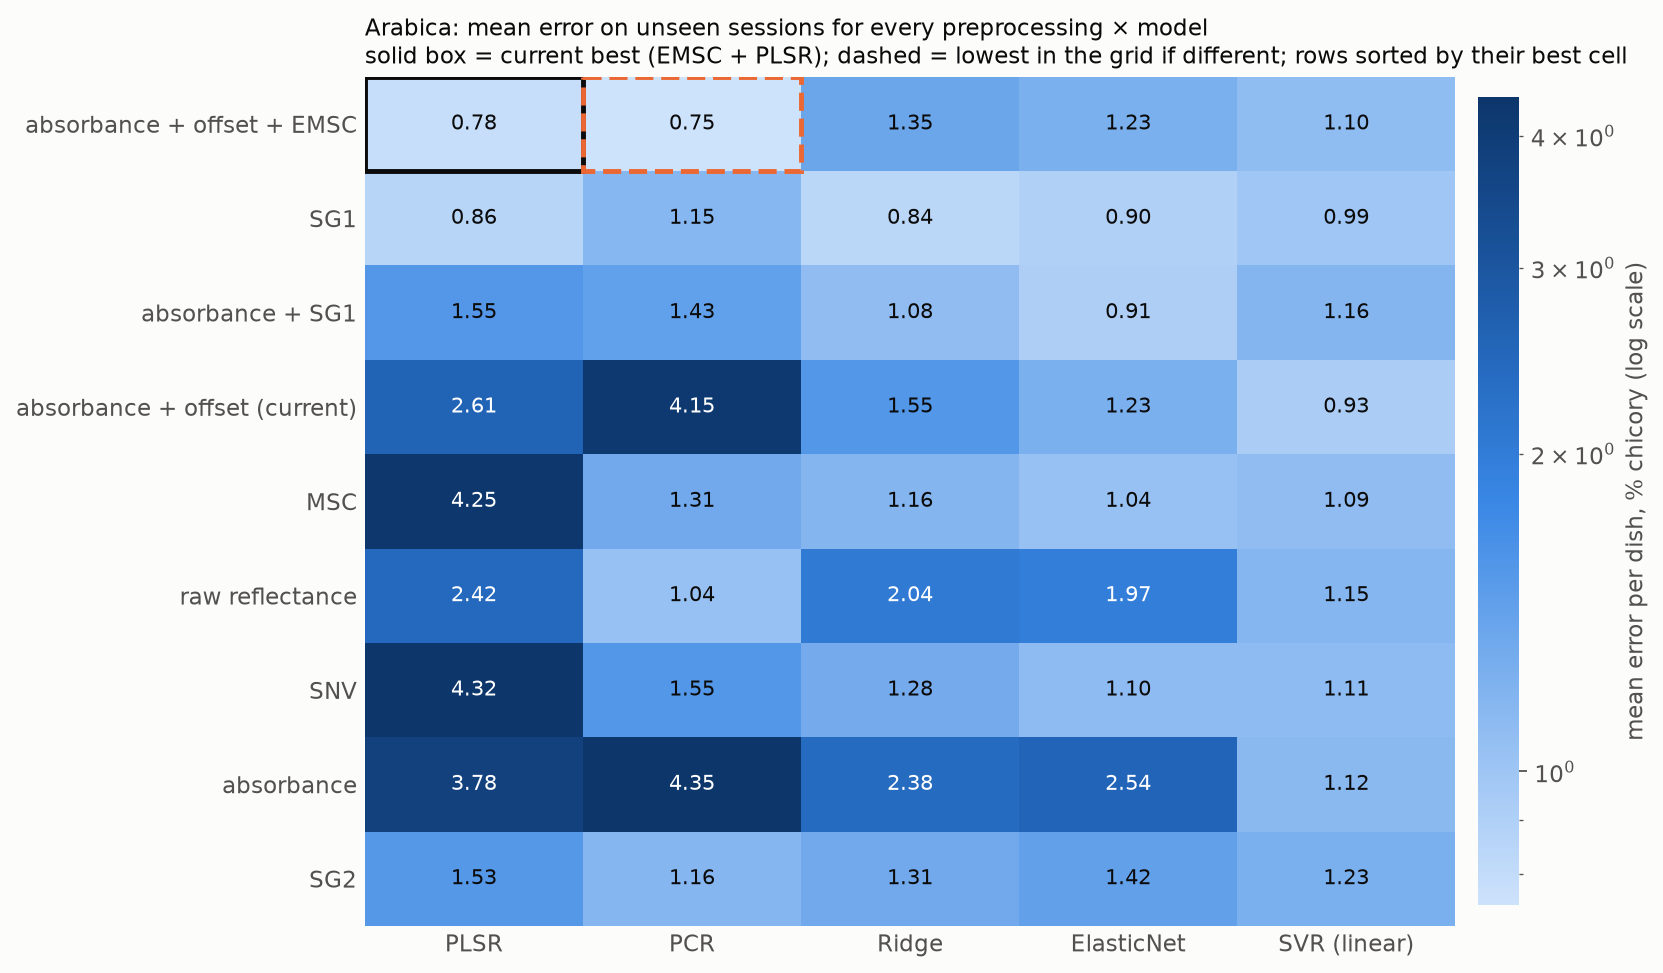 Arabica: mean error on unseen sessions for every preprocessing × model
solid box = current best (EMSC + PLSR); dashed = lowest in the grid if different; rows sorted by their best cell
absorbance + offset + EMSC 0.78 0.75 1.35 1.23 1.10
SG1 0.86 1.15 0.84 0.90 0.99
absorbance + SG1 1.55 1.43 1.08 0.91 1.16
absorbance + offset (current) 2.61 4.15 1.55 1.23 0.93
MSC 4.25 1.31 1.16 1.04 1.09
raw reflectance 2.42 1.04 2.04 1.97 1.15
SNV 4.32 1.55 1.28 1.10 1.11
absorbance 3.78 4.35 2.38 2.54 1.12
SG2 1.53 1.16 1.31 1.42 1.23
PLSR PCR Ridge ElasticNet SVR (linear)
4 × 10⁰
3 × 10⁰
2 × 10⁰
10⁰
mean error per dish, % chicory (log scale)